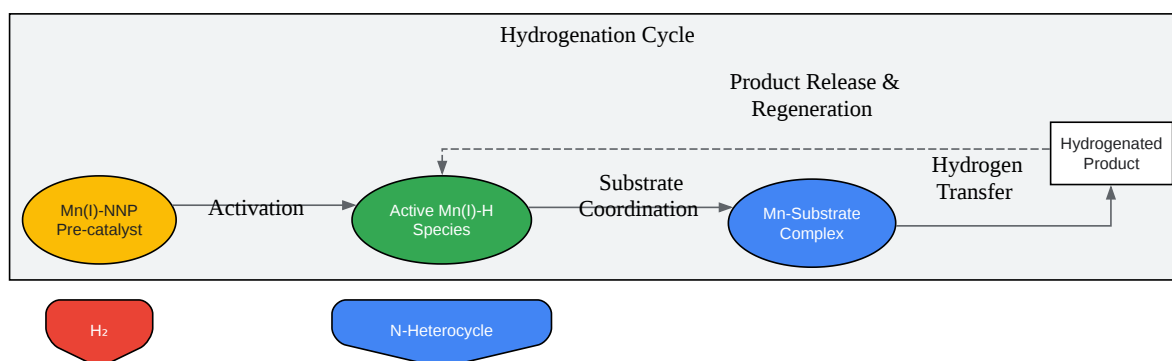 Hydrogenation Cycle
Product Release &
Regeneration
Hydrogenated
Product
Hydrogen
Transfer
Substrate
Coordination
Activation
Mn(I)-NNP
Pre-catalyst
Active Mn(I)-H
Species
Mn-Substrate
Complex
H₂
N-Heterocycle